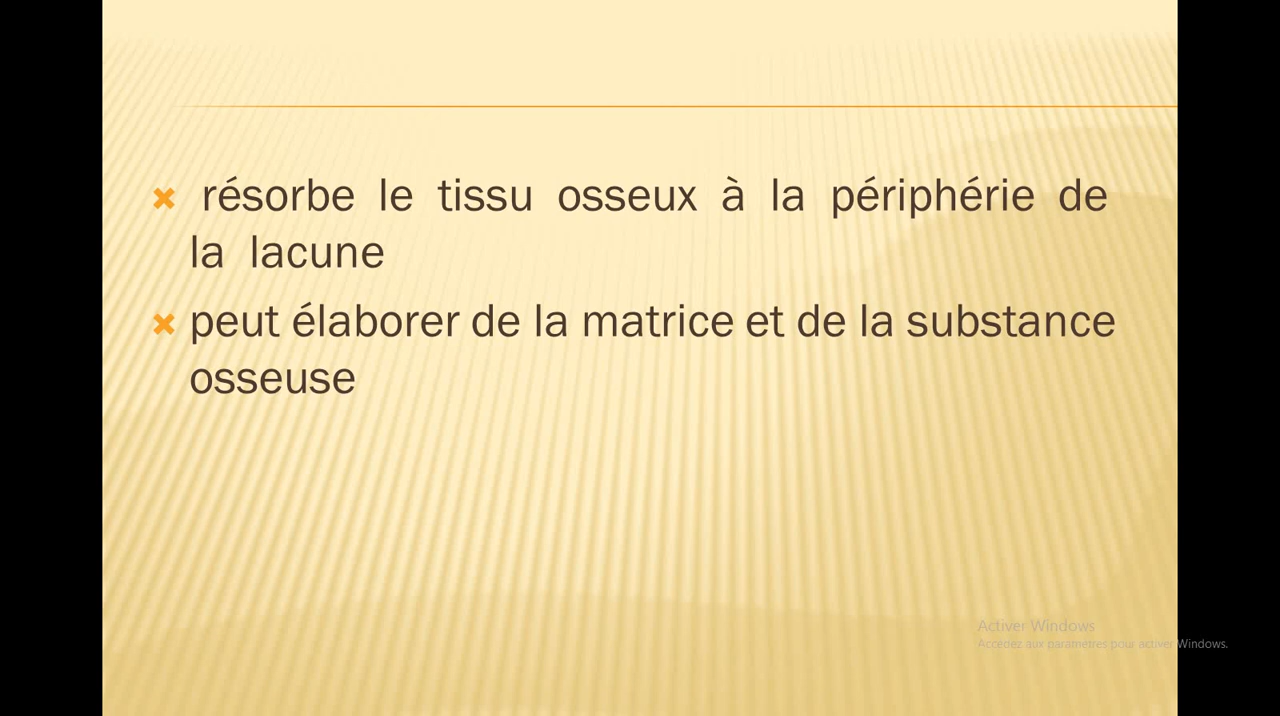 résorbe le tissu osseux à la périphérie de
la lacune
peut élaborer de la matrice et de la substance
osseuse
Activer Windows
Accédez aux paramètres pour activer Windows.